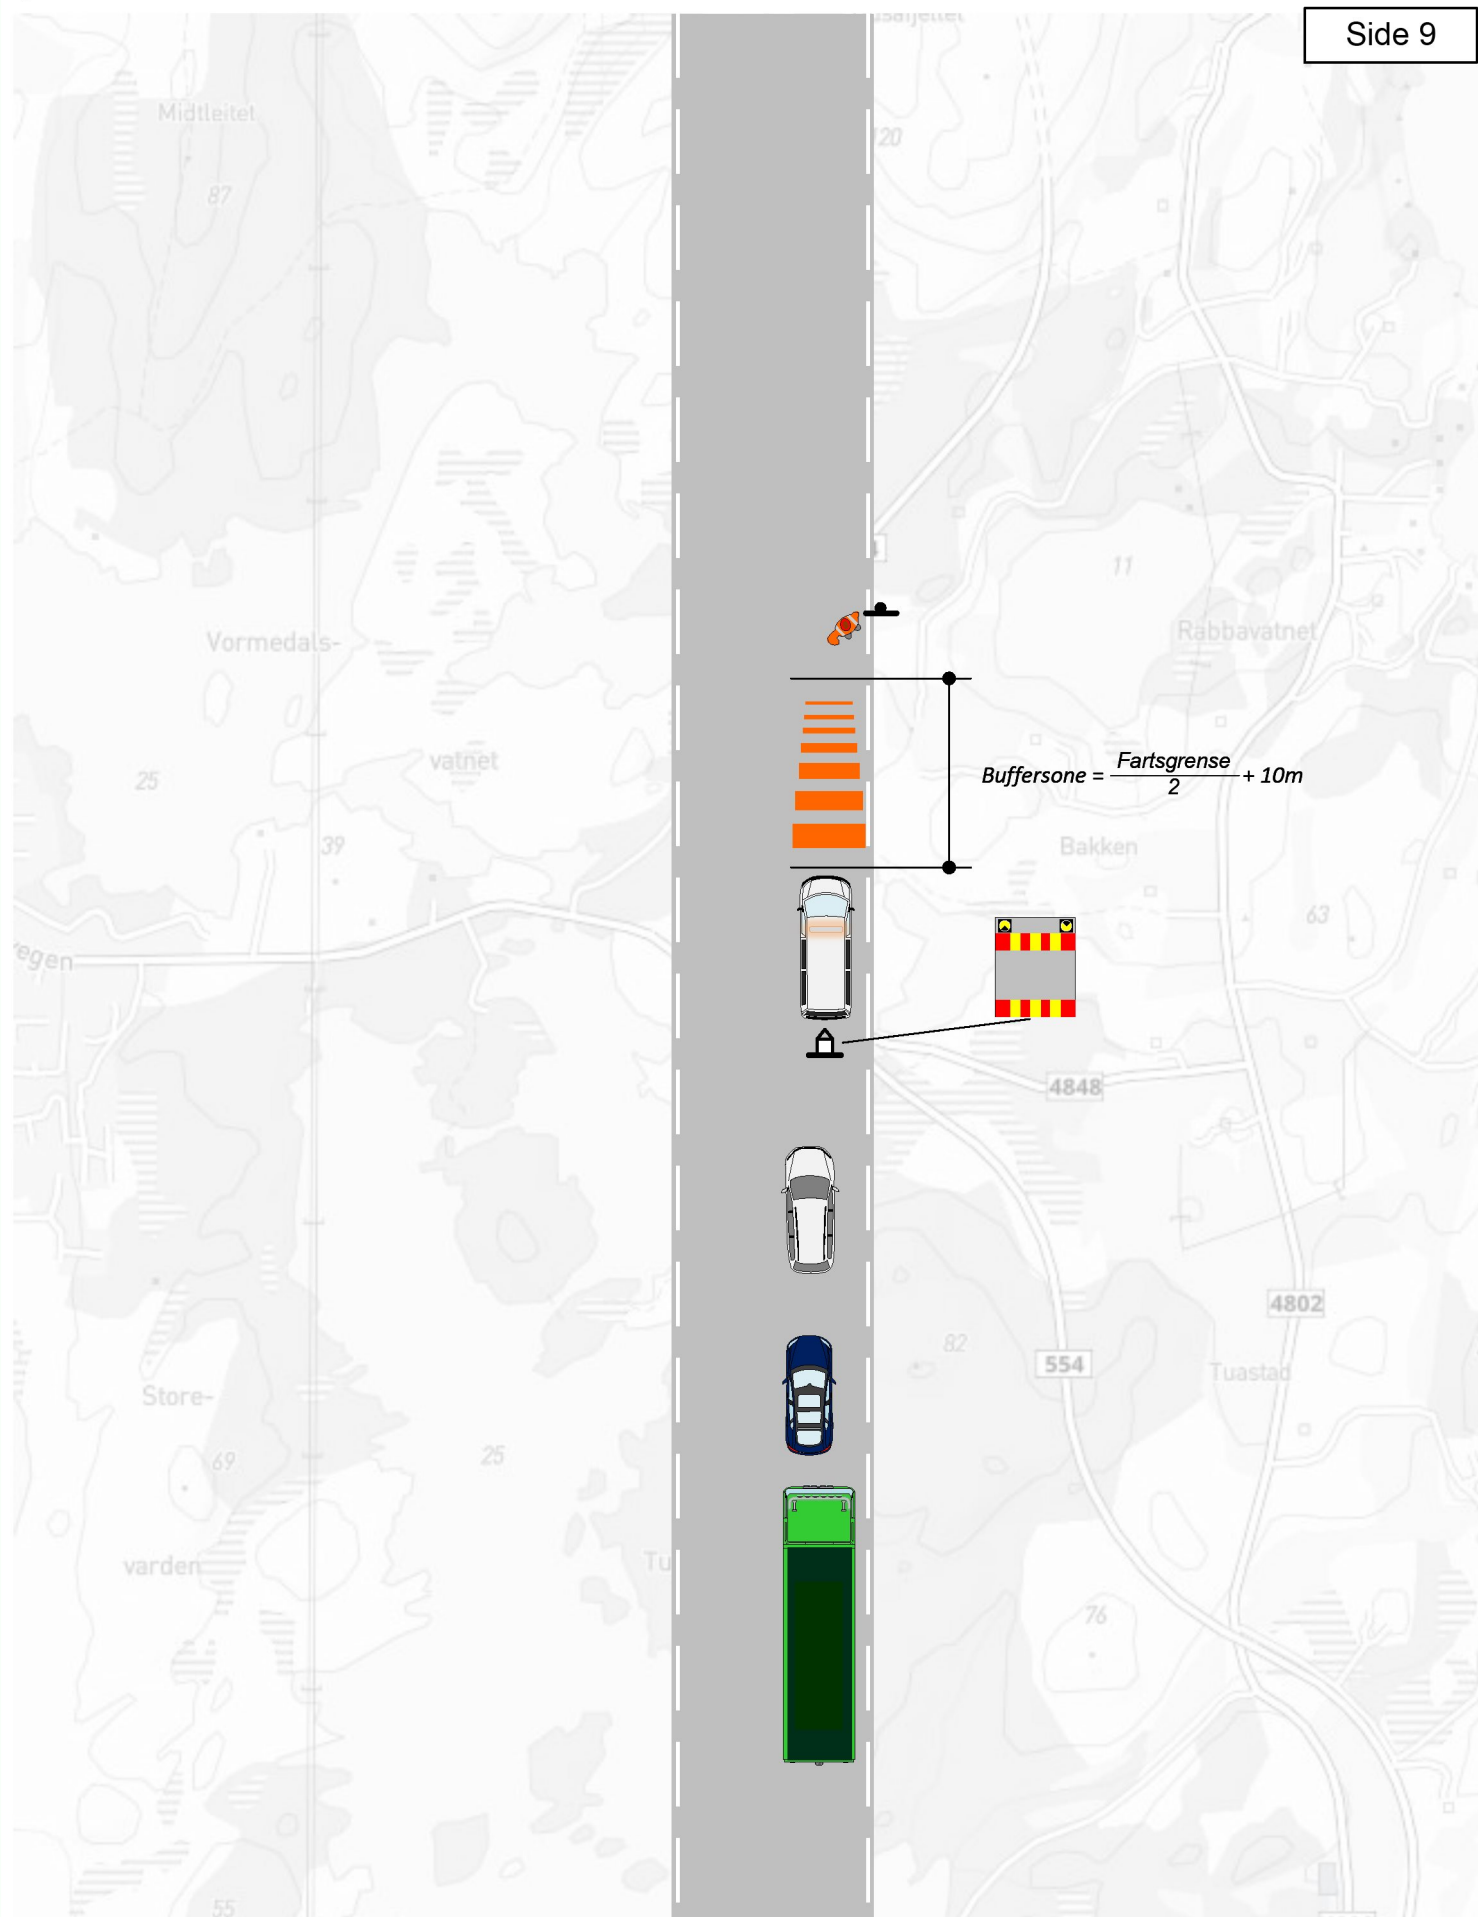 Side 9
Midtleitet
120
87
11
Vormedals-
Rabbavatnet
vatnet
25
Buffersone = Fartsgrense
2
+ 10m
39
Bakken
63
4848
4802
82
554
Tuastad
Store-
69
25
varden
Tu
76
55